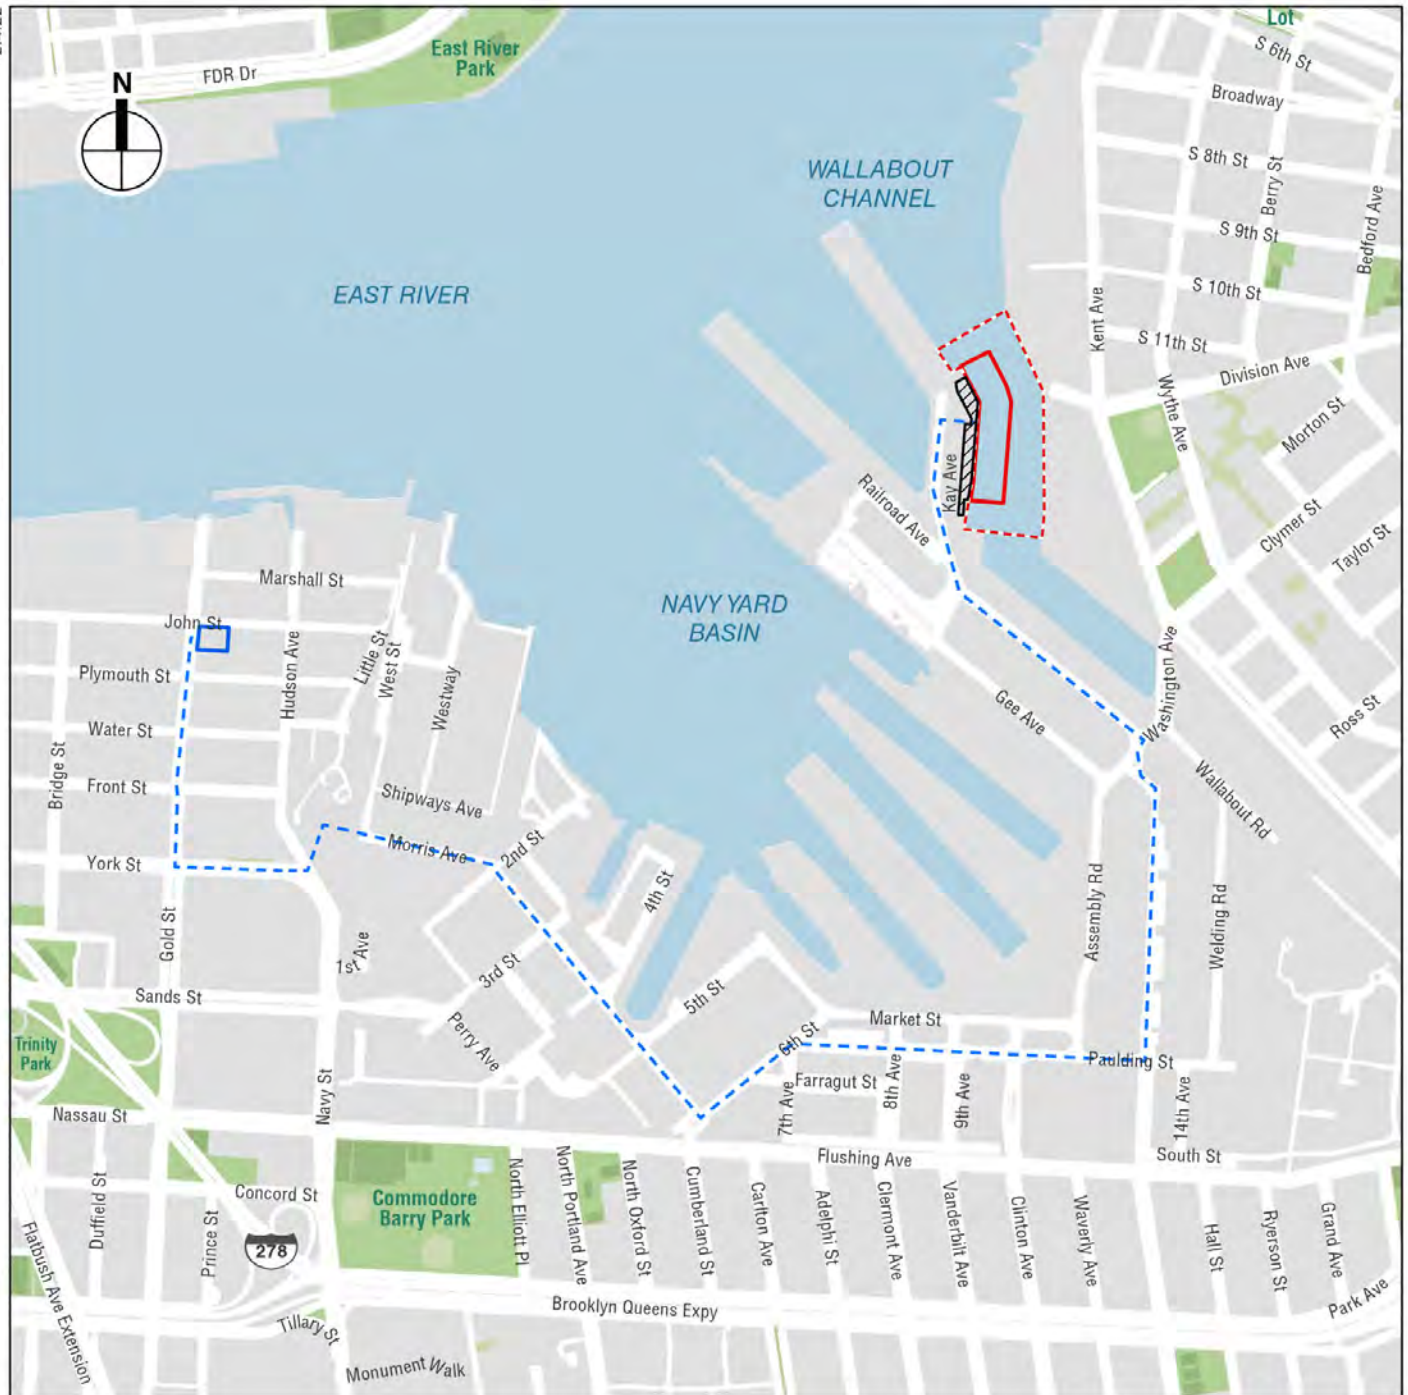 Lot
East River
Park
FDR Dr
N
S 6th St
Broadway
S 8th St
Berry St
WALLABOUT
CHANNEL
Bedford Ave
S 9th St
EAST RIVER
S 10th St
Kent Ave
S 11th St
Division Ave
Wythe Ave
Morton St
Kay Ave
Railroad Ave
Clymer St
Taylor St
Marshall St
NAVY YARD
BASIN
John St
Little St
West St
Hudson Ave
Plymouth St
Westway
Washington Ave
Gee Ave
Ross St
Water St
Bridge St
Front St
Shipways Ave
Wallabout Rd
Morris Ave
2nd St
York St
4th St
Assembly Rd
Welding Rd
Gold St
1st Ave
3rd St
5th St
Sands St
Market St
Trinity
Park
Perry Ave
6th St
Paulding St
Farragut St
7th Ave
8th Ave
9th Ave
14th Ave
Navy St
Nassau St
Flushing Ave
South St
Duffield St
Concord St
Commodore
Barry Park
North Elliott Pl
North Portland Ave
North Oxford St
Cumberland St
Carlton Ave
Adelphi St
Clermont Ave
Vanderbilt Ave
Clinton Ave
Waverly Ave
Hall St
Ryerson St
Grand Ave
Prince St
278
Flatbush Ave Extension
Brooklyn Queens Expy
Park Ave
Tillary St
Monument Walk